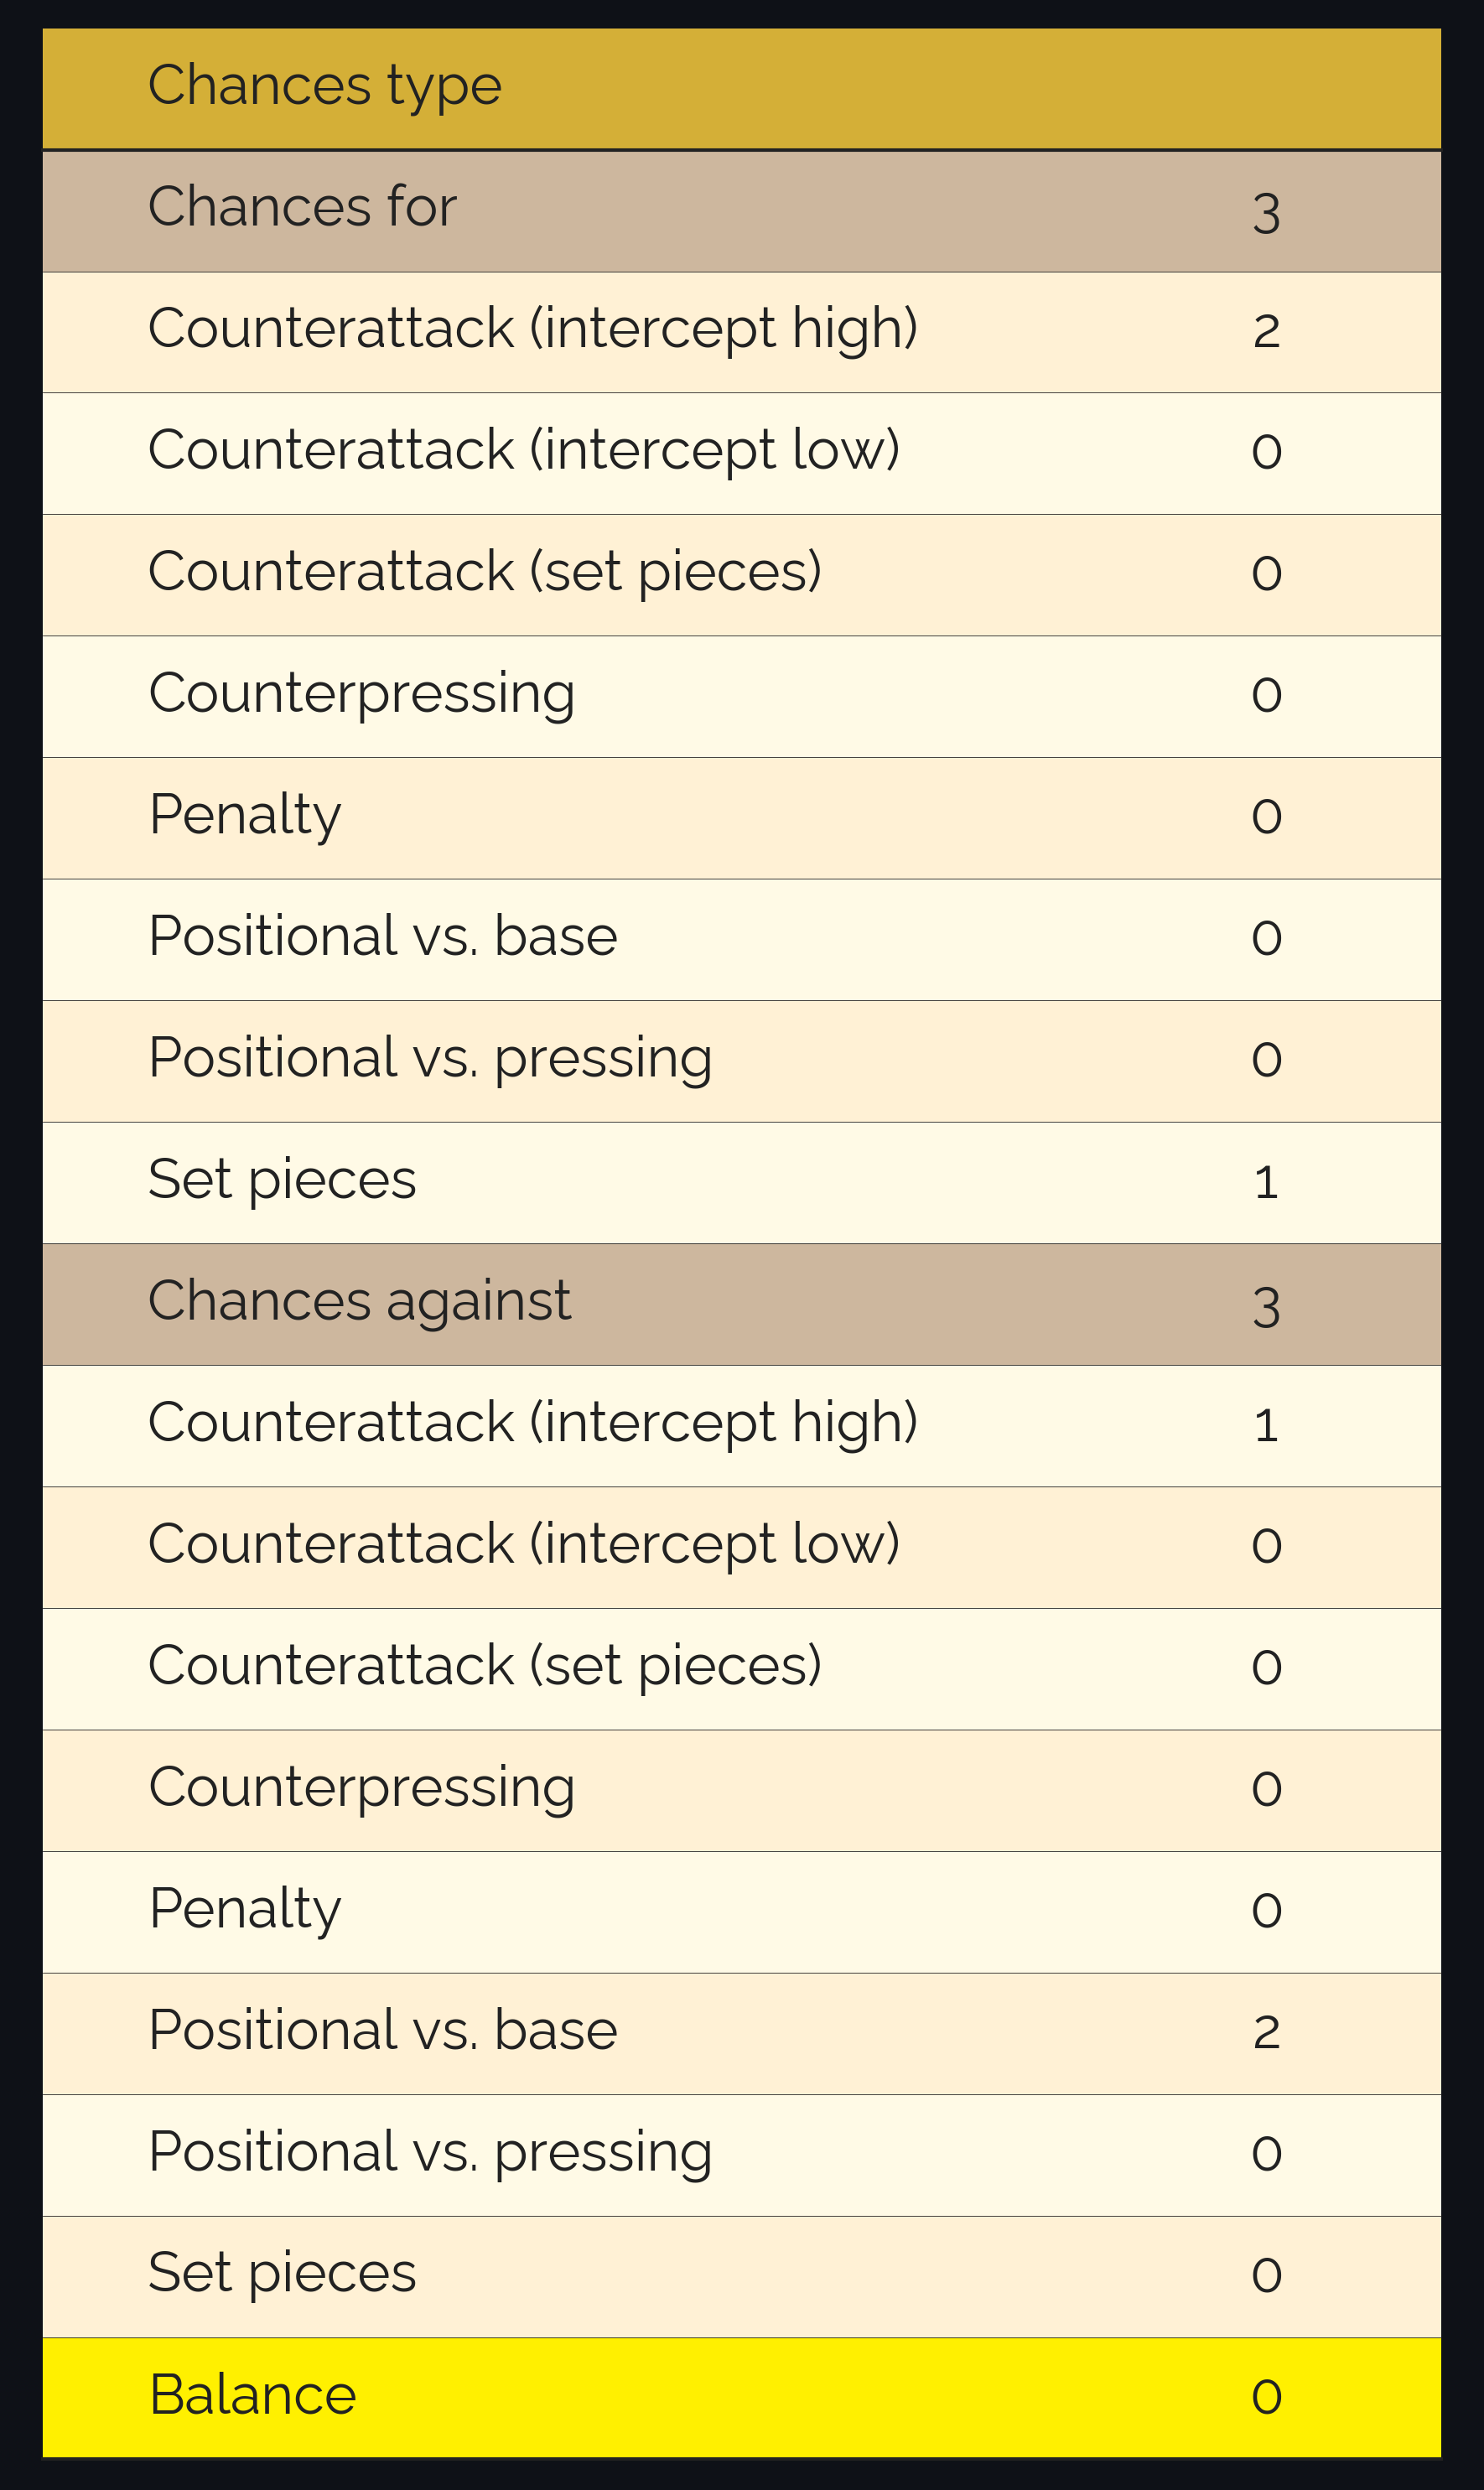 Chances type
Chances for 3
Counterattack (intercept high) 2
Counterattack (intercept low) 0
Counterattack (set pieces) 0
Counterpressing 0
Penalty 0
Positional vs. base 0
Positional vs. pressing 0
Set pieces 1
Chances against 3
Counterattack (intercept high) 1
Counterattack (intercept low) 0
Counterattack (set pieces) 0
Counterpressing 0
Penalty 0
Positional vs. base 2
Positional vs. pressing 0
Set pieces 0
Balance 0